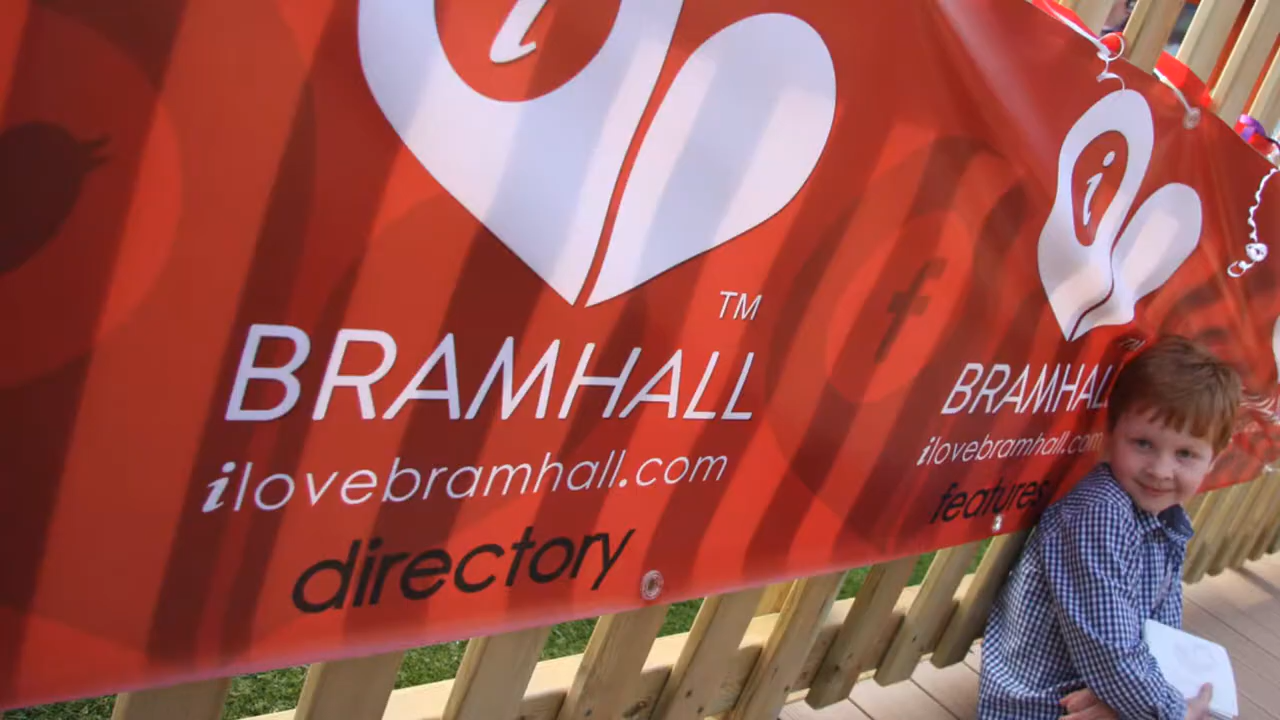 i
TM
BRAMHALL
ilovebramhall.com
directory
f
i
BRAMHALL
ilovebramhall.com
features